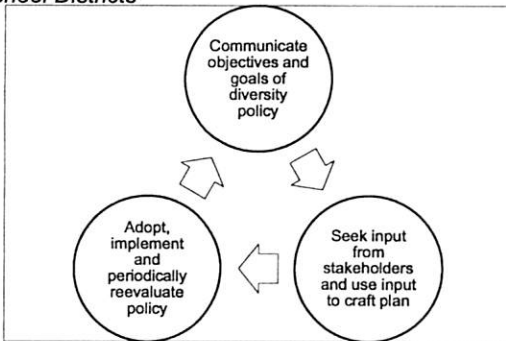 Districts
Communicate
objectives and
goals of
diversity
policy
Adopt,
implement
and
periodically
reevaluate
policy
Seek input
from
stakeholders
and use input
to craft plan